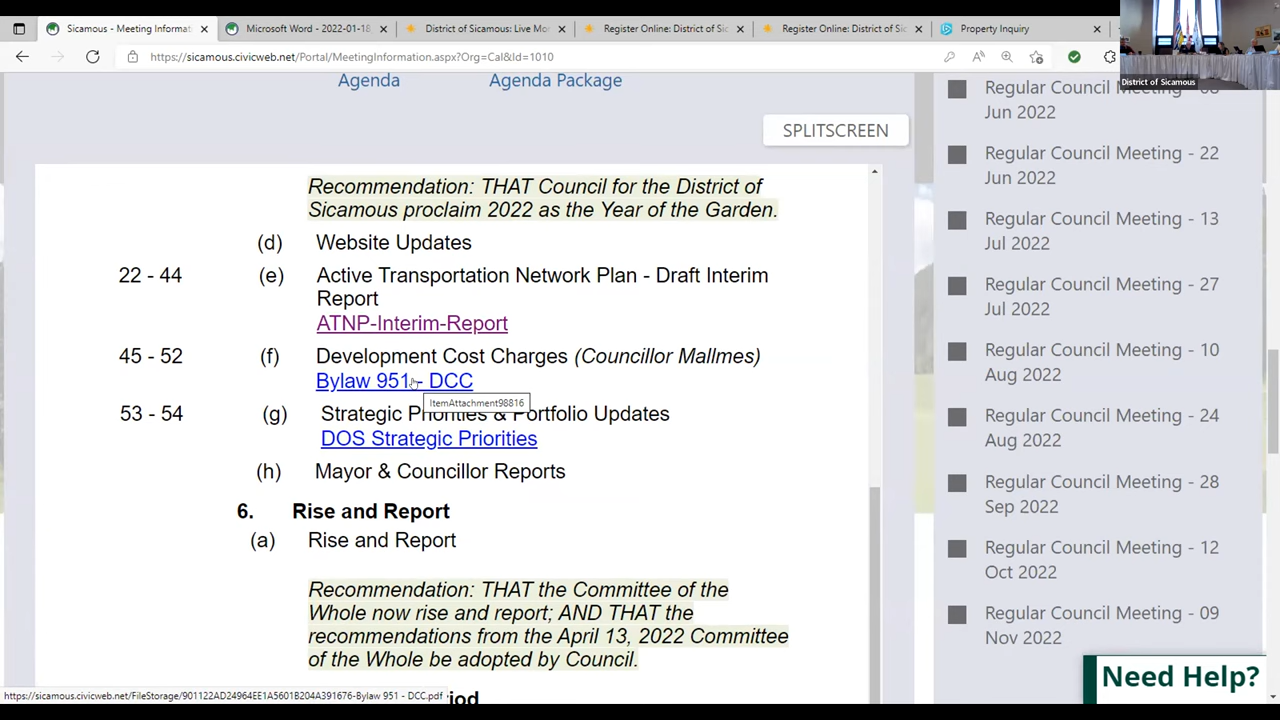 Sicamous - Meeting Informati
Microsoft Word - 2022-01-18
District of Sicamous: Live Mo
Register Online: District of Sic
Register Online: District of Sic
Property Inquiry
https://sicamous.civicweb.net/Portal/MeetingInformation.aspx?Org=Cal&Id=1010
District of Sicamous
Agenda
Agenda Package
SPLITSCREEN
Recommendation: THAT Council for the District of
Sicamous proclaim 2022 as the Year of the Garden.
(d) Website Updates
22 - 44 (e) Active Transportation Network Plan - Draft Interim
Report
ATNP-Interim-Report
45 - 52 (f) Development Cost Charges (Councillor Mallmes)
Bylaw 951 - DCC
ItemAttachment98816
53 - 54 (g) Strategic Priorities & Portfolio Updates
DOS Strategic Priorities
(h) Mayor & Councillor Reports
6. Rise and Report
(a) Rise and Report
Recommendation: THAT the Committee of the
Whole now rise and report; AND THAT the
recommendations from the April 13, 2022 Committee
of the Whole be adopted by Council.
iod
https://sicamous.civicweb.net/FileStorage/901122AD24964EE1A5601B204A391676-Bylaw 951 - DCC.pdf
Regular Council Meeting - 08
Jun 2022
Regular Council Meeting - 22
Jun 2022
Regular Council Meeting - 13
Jul 2022
Regular Council Meeting - 27
Jul 2022
Regular Council Meeting - 10
Aug 2022
Regular Council Meeting - 24
Aug 2022
Regular Council Meeting - 28
Sep 2022
Regular Council Meeting - 12
Oct 2022
Regular Council Meeting - 09
Nov 2022
Need Help?